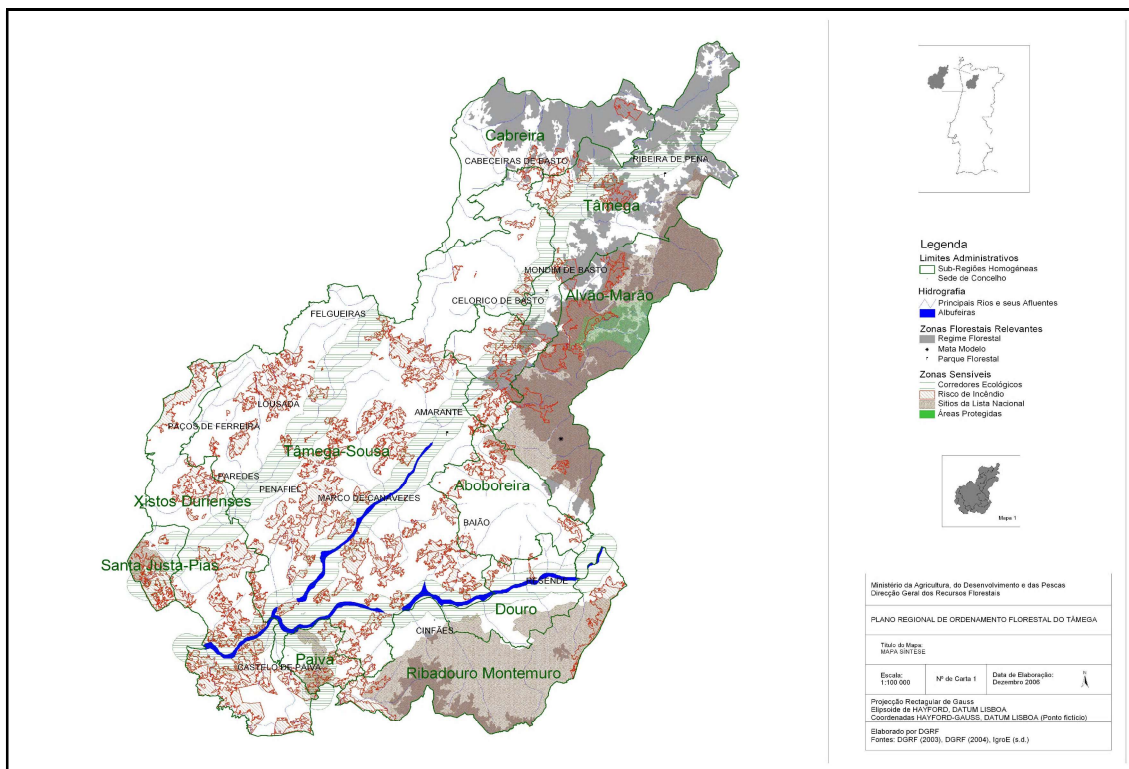 Cabreira
CABECEIRAS DE BASTO
RIBEIRA DE PENA
Tâmega
MONDIM DE BASTO
CELORICO DE BASTO
Alvão-Marão
FELGUEIRAS
LOUSADA
AMARANTE
PAÇOS DE FERREIRA
Tâmega-Sousa
PAREDES
PENAFIEL
Aboboreira
Xistos Durienses
MARCO DE CANAVEZES
BAIÃO
Santa Justa-Pias
RESENDE
Douro
CINFÃES
Paiva
CASTELO DE PAIVA
Ribadouro Montemuro
Legenda
Limites Administrativos
Sub-Regiões Homogéneas
Sede de Concelho
Hidrografia
Principais Rios e seus Afluentes
Albufeiras
Zonas Florestais Relevantes
Regime Florestal
Mata Modelo
Parque Florestal
Zonas Sensíveis
Corredores Ecológicos
Risco de Incêndio
Sitios da Lista Nacional
Áreas Protegidas
Mapa 1
Ministério da Agricultura, do Desenvolvimento e das Pescas
Direcção Geral dos Recursos Florestais
PLANO REGIONAL DE ORDENAMENTO FLORESTAL DO TÂMEGA
Título do Mapa:
MAPA SÍNTESE
Escala:
1:100 000
Nº de Carta 1
Data de Elaboração:
Dezembro 2006
N
Projecção Rectagular de Gauss
Elipsoide de HAYFORD, DATUM LISBOA
Coordenadas HAYFORD-GAUSS, DATUM LISBOA (Ponto fictício)
Elaborado por DGRF
Fontes: DGRF (2003), DGRF (2004), IgroE (s.d.)